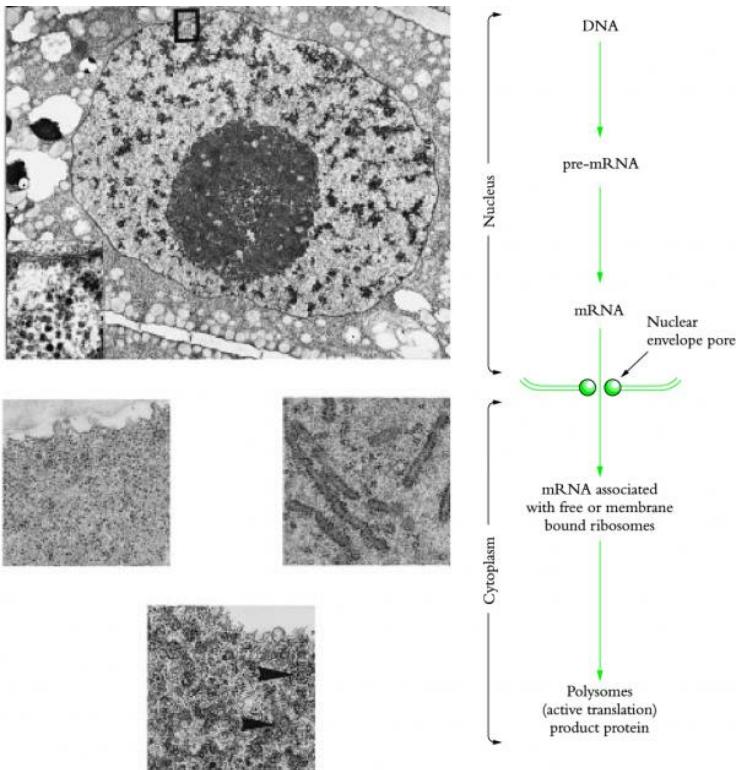 DNA
Nucleus
pre-mRNA
mRNA
Nuclear
envelope pore
Cytoplasm
mRNA associated
with free or membrane
bound ribosomes
Polysomes
(active translation)
product protein